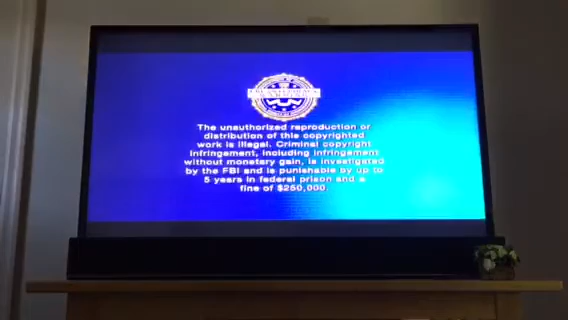 The unauthorized reproduction or
distribution of this copyrighted
work is illegal. Criminal copyright
infringement, including infringement
without monetary gain, is investigated
by the FBI and is punishable by up to
5 years in federal prison and a
fine of $250,000.